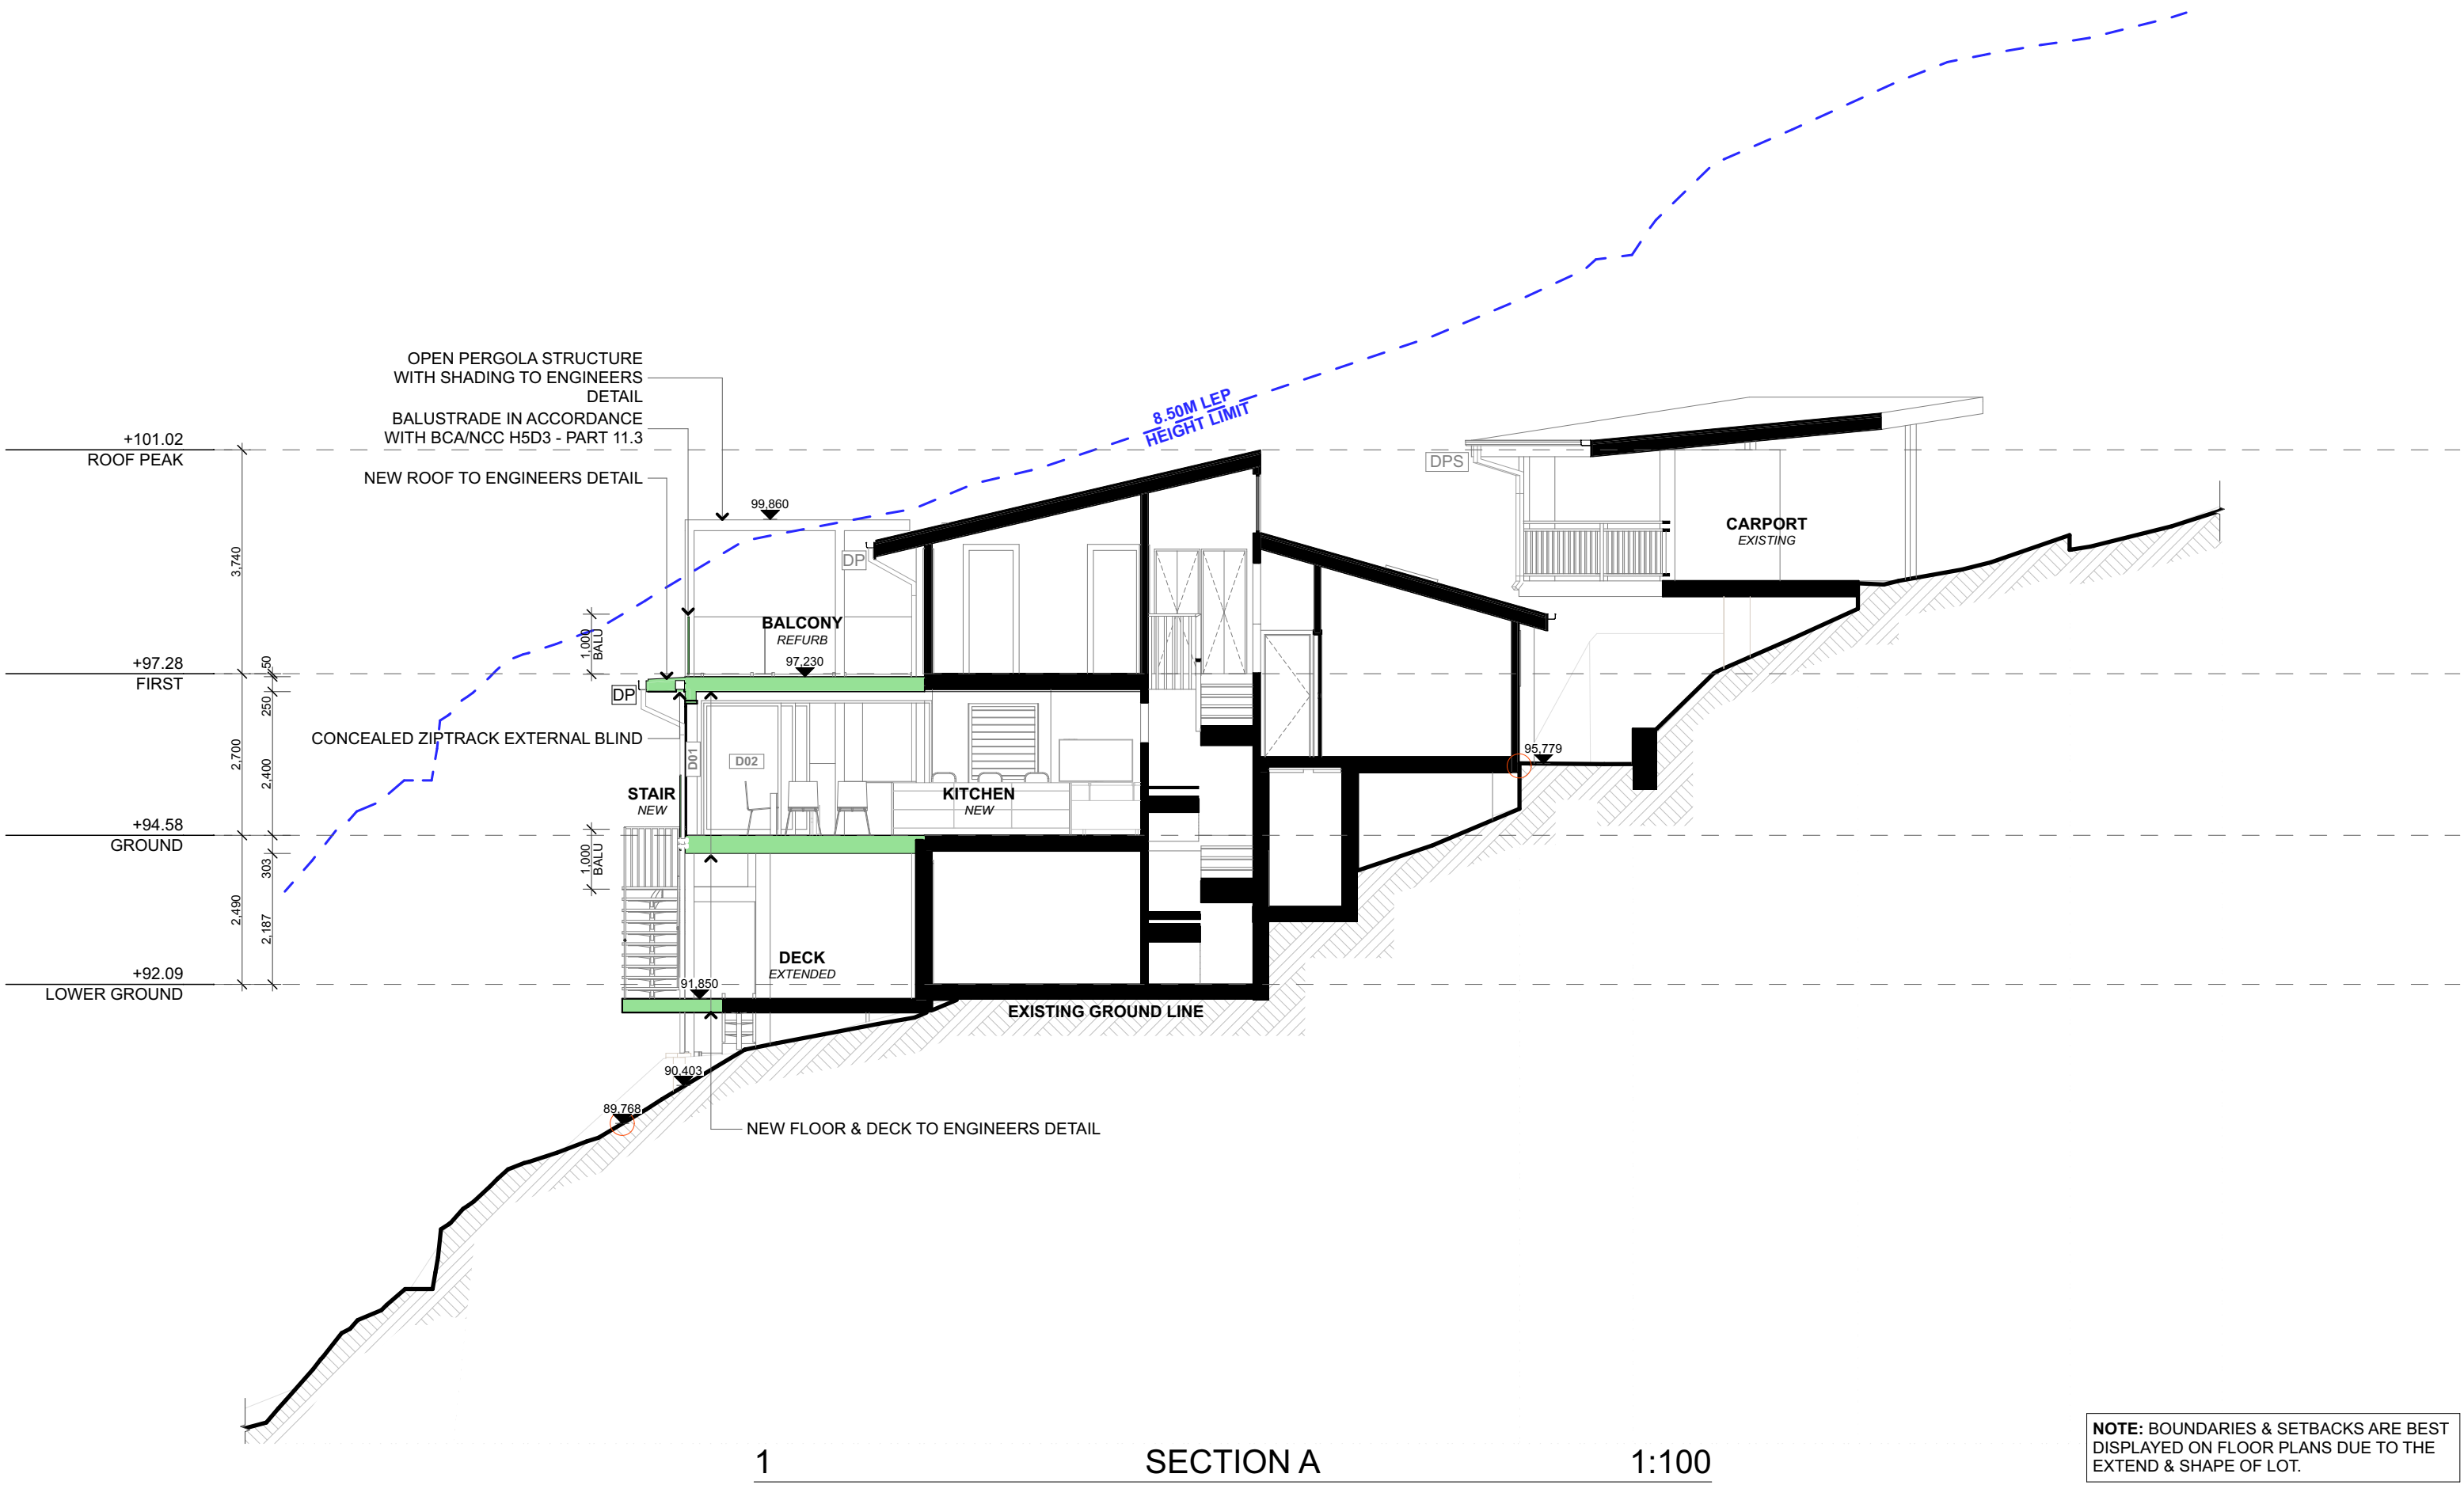 OPEN PERGOLA STRUCTURE
WITH SHADING TO ENGINEERS
DETAIL
BALUSTRADE IN ACCORDANCE
WITH BCA/NCC H5D3 - PART 11.3
NEW ROOF TO ENGINEERS DETAIL
8.50M LEP
HEIGHT LIMIT
+101.02
ROOF PEAK
DPS
99,860
CARPORT
EXISTING
3,740
DP
1,000
BALU
BALCONY
REFURB
97,230
+97.28
FIRST
50
250
DP
CONCEALED ZIPTRACK EXTERNAL BLIND
2,700
2,400
D01
D02
95,779
STAIR
NEW
KITCHEN
NEW
+94.58
GROUND
303
1,000
BALU
2,490
2,187
DECK
EXTENDED
+92.09
LOWER GROUND
91,850
EXISTING GROUND LINE
90,403
89,768
NEW FLOOR & DECK TO ENGINEERS DETAIL
1 SECTION A 1:100
NOTE: BOUNDARIES & SETBACKS ARE BEST
DISPLAYED ON FLOOR PLANS DUE TO THE
EXTEND & SHAPE OF LOT.